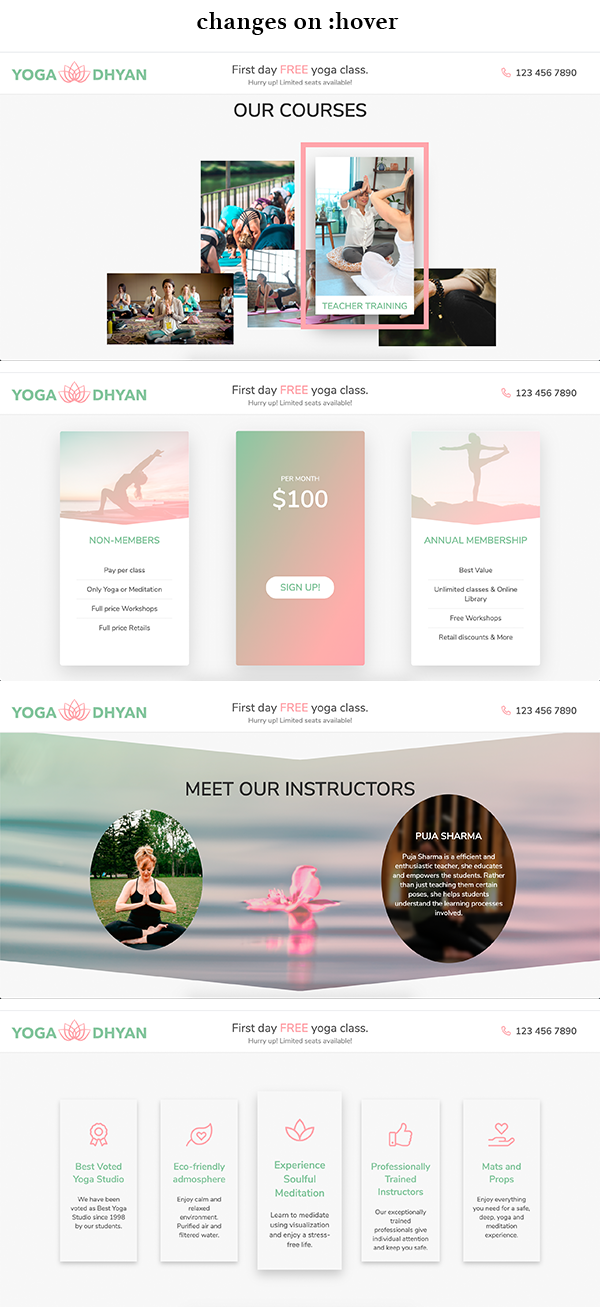 changes on :hover
YOGA DHYAN
First day FREE yoga class.
Hurry up! Limited seats available!
123 456 7890
OUR COURSES
TEACHER TRAINING
YOGA DHYAN
First day FREE yoga class.
Hurry up! Limited seats available!
123 456 7890
NON-MEMBERS
Pay per class
Only Yoga or Meditation
Full price Workshops
Full price Retails
PER MONTH
$100
SIGN UP!
ANNUAL MEMBERSHIP
Best Value
Unlimited classes & Online
Library
Free Workshops
Retail discounts & More
YOGA DHYAN
First day FREE yoga class.
Hurry up! Limited seats available!
123 456 7890
MEET OUR INSTRUCTORS
PUJA SHARMA
Puja Sharma is a efficient and
enthusiastic teacher, she educates
and empowers the students. Rather
than just teaching them certain
poses, she helps students
understand the learning processes
involved.
YOGA DHYAN
First day FREE yoga class.
Hurry up! Limited seats available!
123 456 7890
Best Voted
Yoga Studio
We have been
voted as Best Yoga
Studio since 1998
by our students.
Eco-friendly
admosphere
Enjoy calm and
relaxed
environment.
Purified air and
filtered water.
Experience
Soulful
Meditation
Learn to medidate
using visualization
and enjoy a stress-
free life.
Professionally
Trained
Instructors
Our exceptionally
trained
professionals give
individual attention
and keep you safe.
Mats and
Props
Enjoy everything
you need for a safe,
deep, yoga and
meditation
experience.